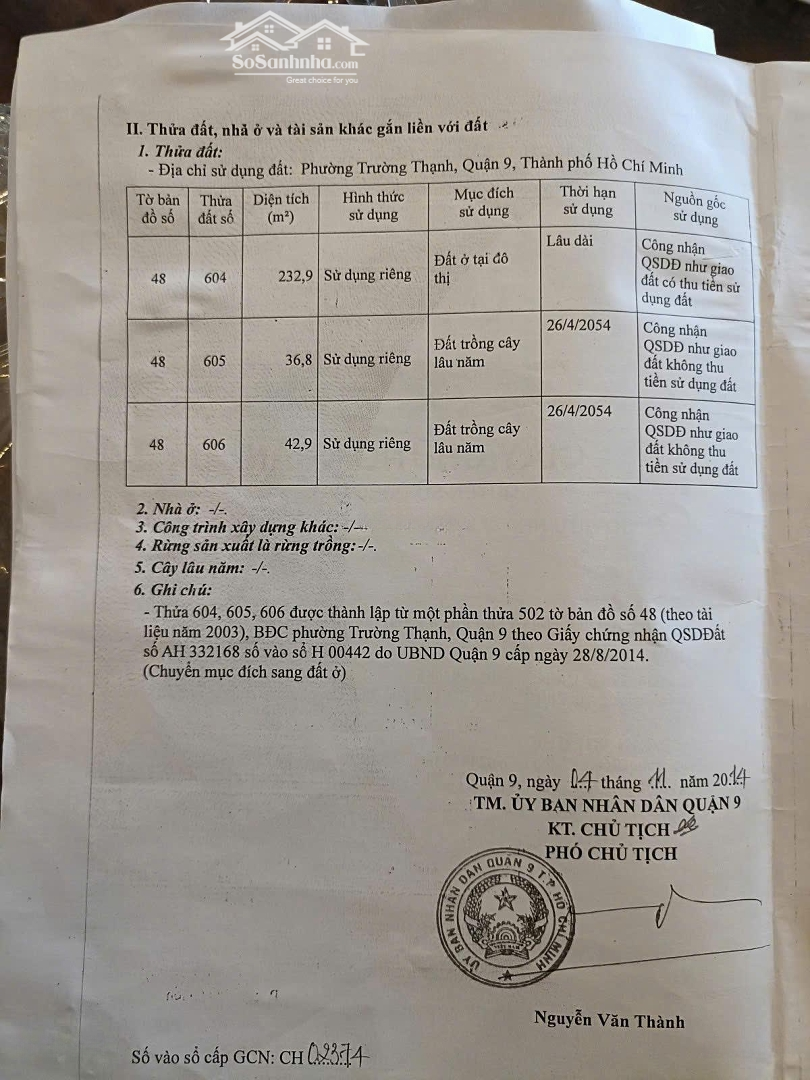 SoSanhnha.com
Great choice for you
II. Thửa đất, nhà ở và tài sản khác gắn liền với đất
1. Thửa đất:
- Địa chỉ sử dụng đất: Phường Trường Thạnh, Quận 9, Thành phố Hồ Chí Minh
Tờ bản đồ số Thửa đất số Diện tích (m²) Hình thức sử dụng Mục đích sử dụng Thời hạn sử dụng Nguồn gốc sử dụng
48 604 232,9 Sử dụng riêng Đất ở tại đô thị Lâu dài Công nhận QSDĐ như giao đất có thu tiền sử dụng đất
48 605 36,8 Sử dụng riêng Đất trồng cây lâu năm 26/4/2054 Công nhận QSDĐ như giao đất không thu tiền sử dụng đất
48 606 42,9 Sử dụng riêng Đất trồng cây lâu năm 26/4/2054 Công nhận QSDĐ như giao đất không thu tiền sử dụng đất
2. Nhà ở: -/-.
3. Công trình xây dựng khác: -/-.
4. Rừng sản xuất là rừng trồng: -/-.
5. Cây lâu năm: -/-.
6. Ghi chú:
- Thửa 604, 605, 606 được thành lập từ một phần thửa 502 tờ bản đồ số 48 (theo tài
liệu năm 2003), BĐC phường Trường Thạnh, Quận 9 theo Giấy chứng nhận QSDĐất
số AH 332168 số vào sổ H 00442 do UBND Quận 9 cấp ngày 28/8/2014.
(Chuyển mục đích sang đất ở)
Quận 9, ngày 04 tháng 11. năm 2014
TM. ỦY BAN NHÂN DÂN QUẬN 9
KT. CHỦ TỊCH
PHÓ CHỦ TỊCH
ỦY BAN NHÂN DÂN QUẬN 9 T.P HỒ CHÍ MINH
Nguyễn Văn Thành
Số vào sổ cấp GCN: CH 02374